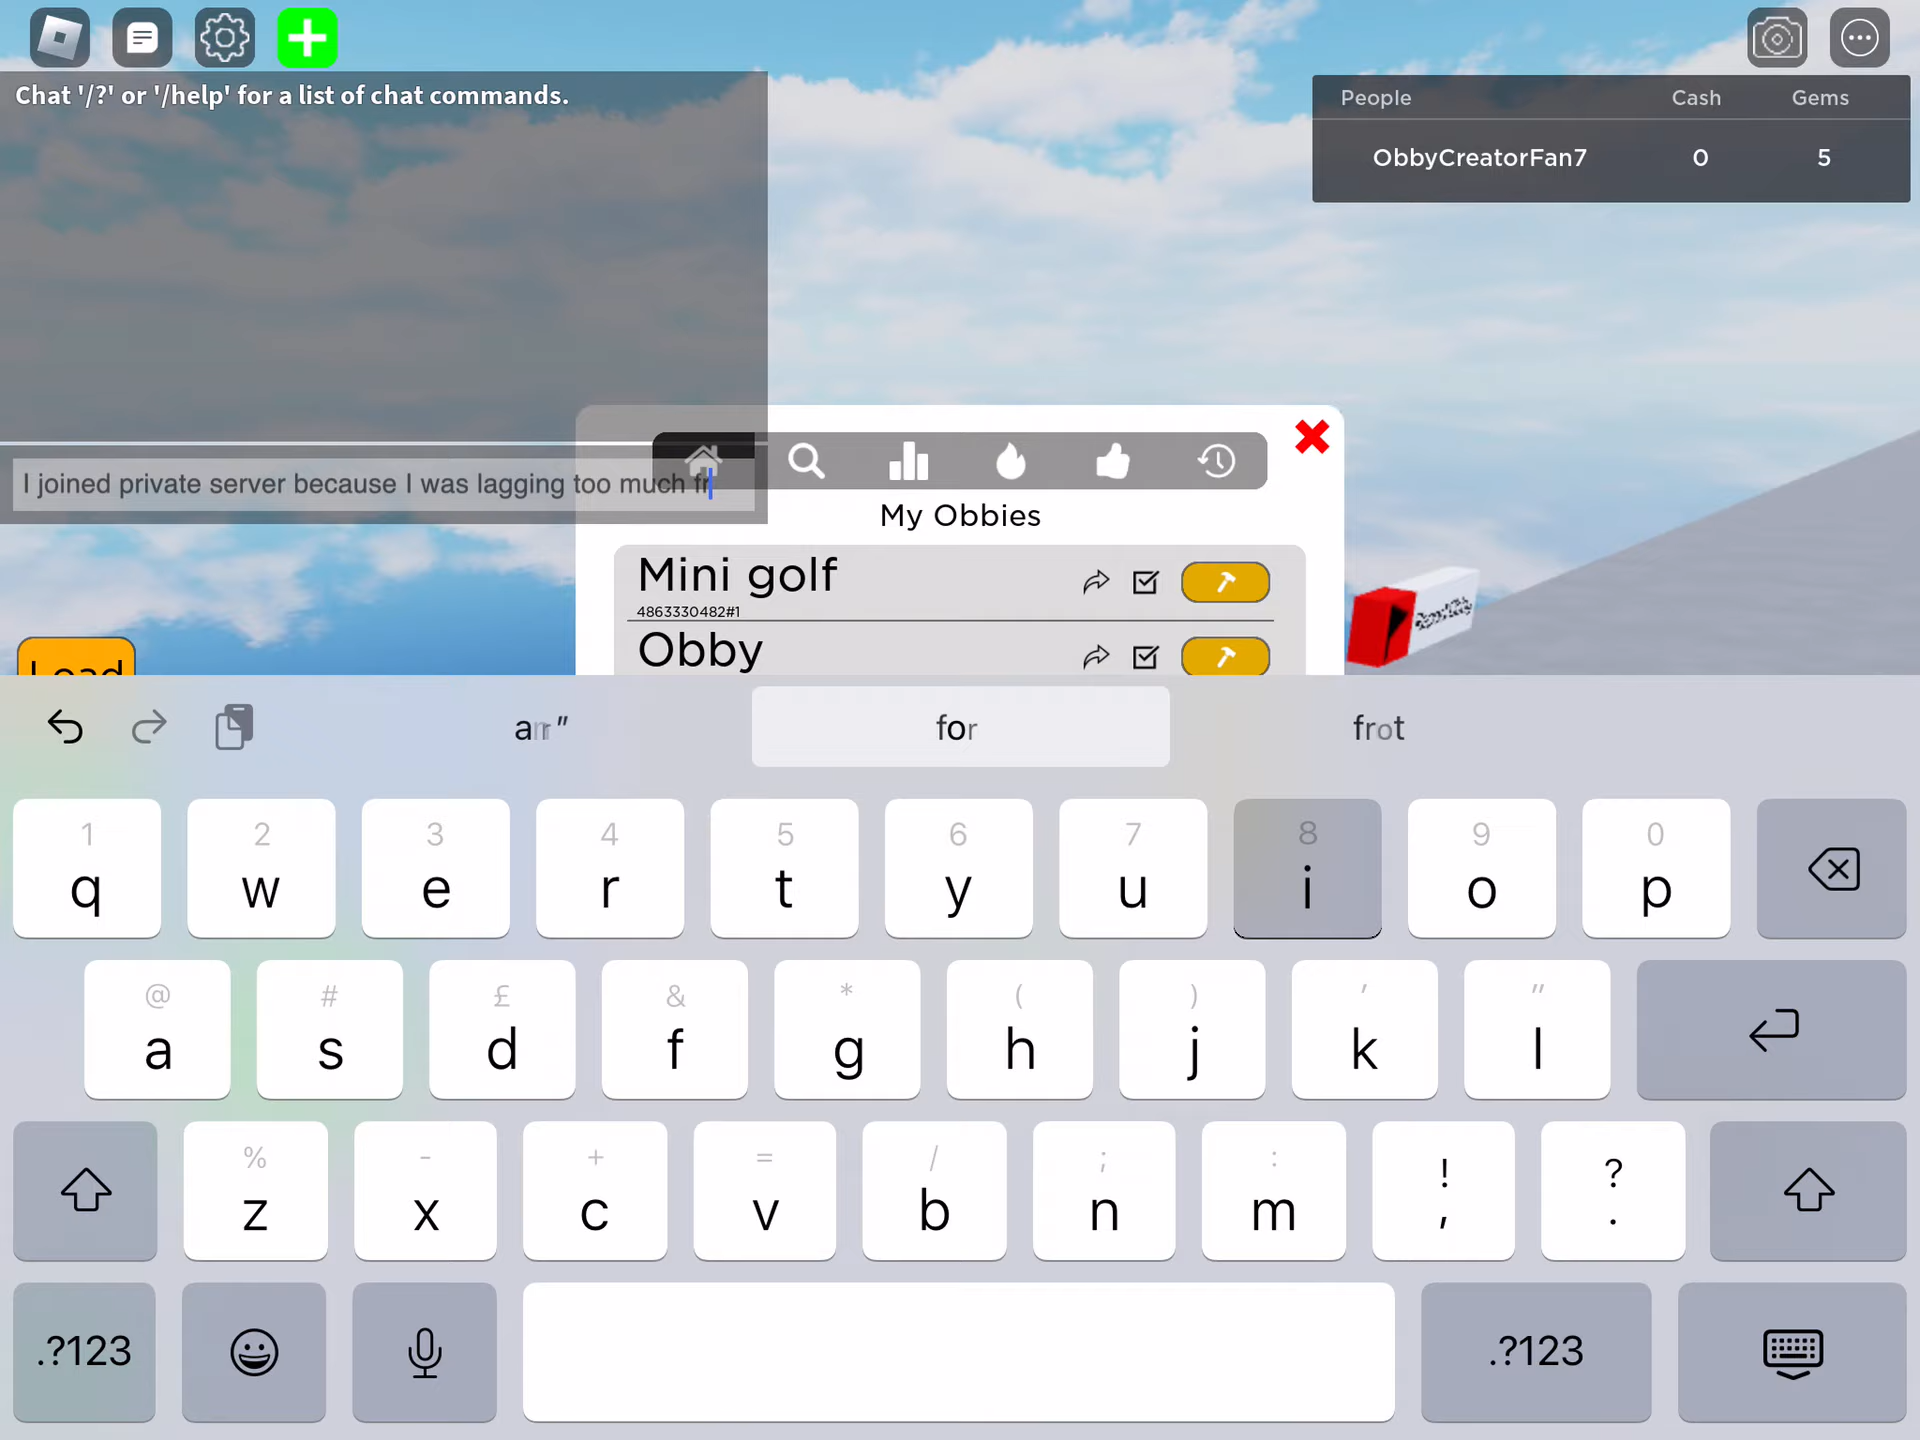 Chat '/?' or '/help' for a list of chat commands.
People Cash Gems
ObbyCreatorFan7 0 5
I joined private server because I was lagging too much fr
My Obbies
Mini golf
4863330482#1
Obby
Load
for
frot
1 2 3 4 5 6 7 8 9 0
q w e r t y u i o p
@ # £ & * ( ) ' "
a s d f g h j k l
% - + = / ; : ! ?
z x c v b n m , .
.?123 .?123